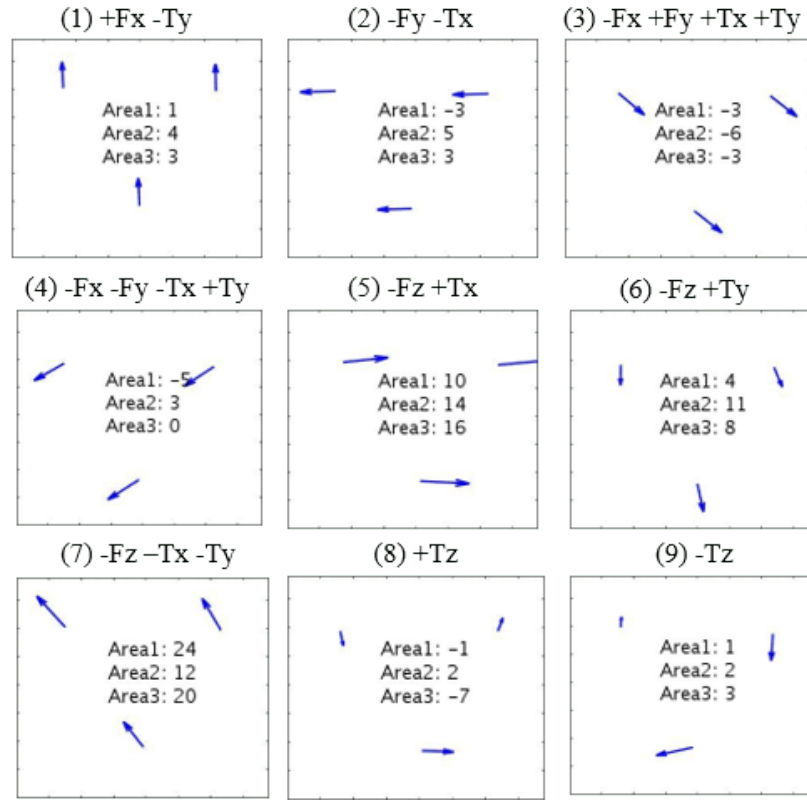 (1) +Fx -Ty
Area1: 1
Area2: 4
Area3: 3
(2) -Fy -Tx
Area1: −3
Area2: 5
Area3: 3
(3) -Fx +Fy +Tx +Ty
Area1: −3
Area2: −6
Area3: −3
(4) -Fx -Fy -Tx +Ty
Area1: −5
Area2: 3
Area3: 0
(5) -Fz +Tx
Area1: 10
Area2: 14
Area3: 16
(6) -Fz +Ty
Area1: 4
Area2: 11
Area3: 8
(7) -Fz −Tx -Ty
Area1: 24
Area2: 12
Area3: 20
(8) +Tz
Area1: −1
Area2: 2
Area3: −7
(9) -Tz
Area1: 1
Area2: 2
Area3: 3